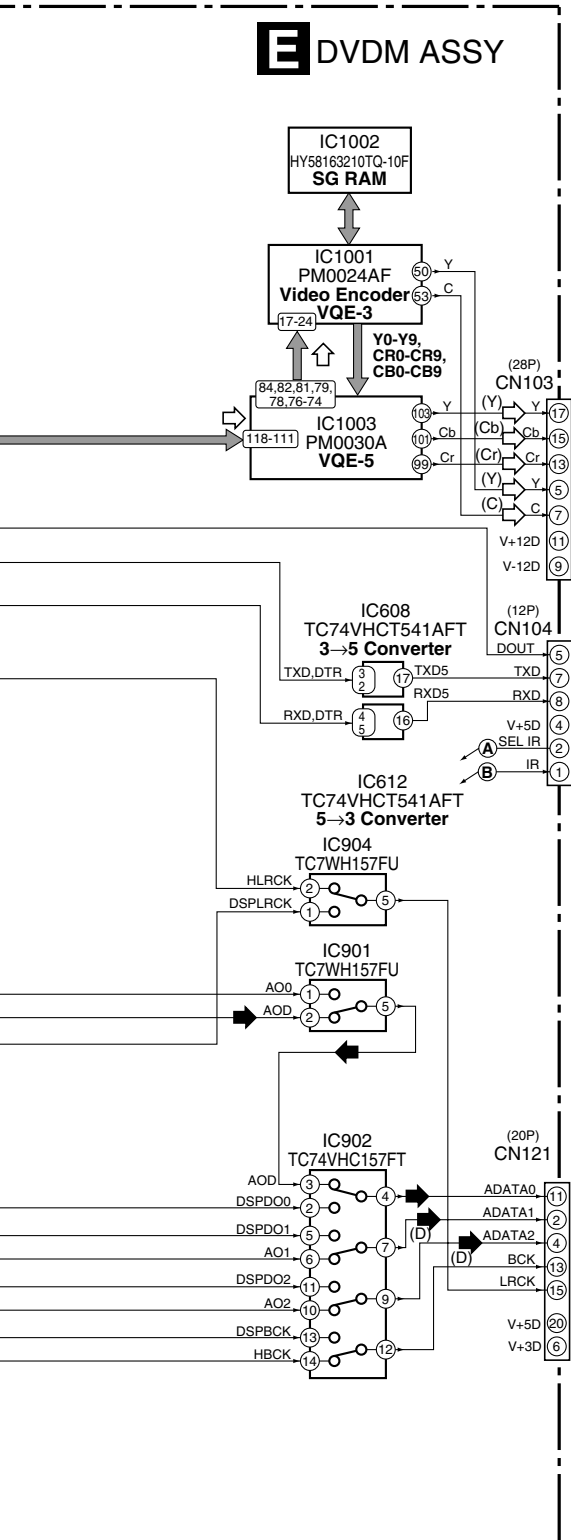 E DVDM ASSY
IC1002
HY58163210TQ-10F
SG RAM
IC1001
PM0024AF
Video Encoder
VQE-3
50 Y
53 C
17-24
Y0-Y9,
CR0-CR9,
CB0-CB9
84,82,81,79,
78,76-74
118-111
IC1003
PM0030A
VQE-5
(28P)
CN103
103 Y (Y) Y 17
101 Cb (Cb) Cb 15
99 Cr (Cr) Cr 13
(Y) Y 5
(C) C 7
V+12D 11
V-12D 9
IC608
TC74VHCT541AFT
3→5 Converter
(12P)
CN104
DOUT 5
TXD,DTR 3 2 17 TXD5 TXD 7
RXD,DTR 4 5 16 RXD5 RXD 8
V+5D 4
A SEL IR 2
B IR 1
IC612
TC74VHCT541AFT
5→3 Converter
IC904
TC7WH157FU
HLRCK 2
DSPLRCK 1
5
IC901
TC7WH157FU
AO0 1
AOD 2
5
IC902
TC74VHC157FT
(20P)
CN121
AOD 3
DSPDO0 2
DSPDO1 5
AO1 6
DSPDO2 11
AO2 10
DSPBCK 13
HBCK 14
4
7 (D)
9 (D)
12
ADATA0 11
ADATA1 2
ADATA2 4
BCK 13
LRCK 15
V+5D 20
V+3D 6